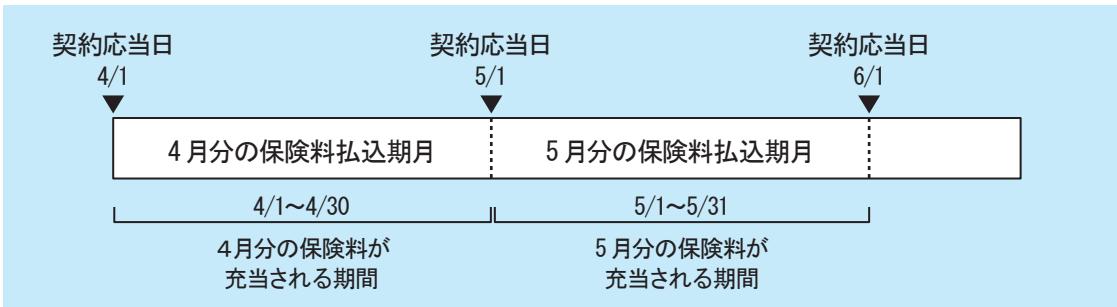 契約応当日 契約応当日 契約応当日
4/1 5/1 6/1
4月分の保険料払込期月 5月分の保険料払込期月
4/1～4/30 5/1～5/31
4月分の保険料が 5月分の保険料が
充当される期間 充当される期間